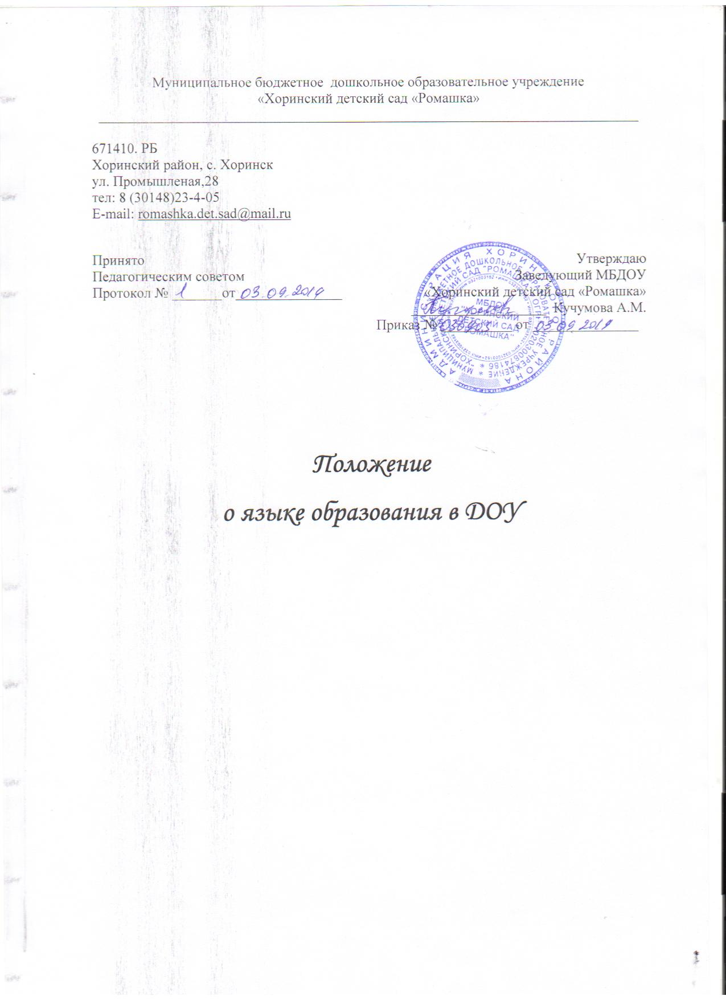 Муниципальное бюджетное дошкольное образовательное учреждение
«Хоринский детский сад «Ромашка»
671410. РБ
Хоринский район, с. Хоринск
ул. Промышленая,28
тел: 8 (30148)23-4-05
E-mail: romashka.det.sad@mail.ru
Принято
Педагогическим советом
Протокол № 1 от 03.09.2019
Утверждаю
Заведующий МБДОУ
«Хоринский детский сад «Ромашка»
Кучумова А.М.
Приказ № 030903 от 03.09.2019
АДМИНИСТРАЦИЯ ХОРИНСКОГО РАЙОНА
МУНИЦИПАЛЬНОЕ БЮДЖЕТНОЕ ДОШКОЛЬНОЕ ОБРАЗОВАТЕЛЬНОЕ УЧРЕЖДЕНИЕ
"ХОРИНСКИЙ ДЕТСКИЙ САД "РОМАШКА"
МБДОУ
"ХОРИНСКИЙ
ДЕТСКИЙ САД
"РОМАШКА"
Положение
о языке образования в ДОУ